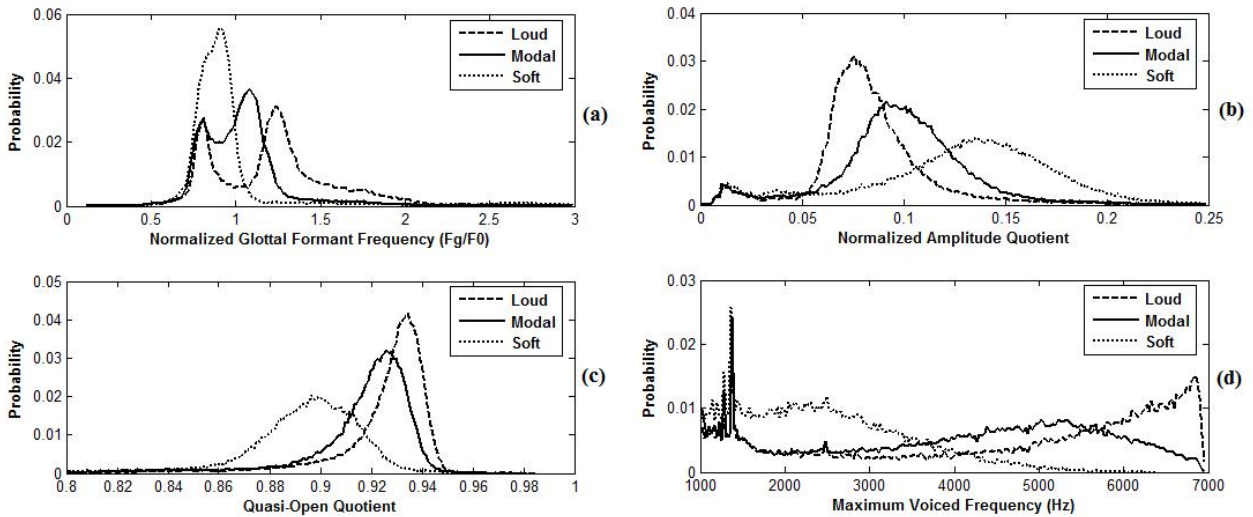 0.06
0.04
0.02
0
Probability
0
0.5
1
1.5
2
2.5
3
Normalized Glottal Formant Frequency (Fg/F0)
Loud
Modal
Soft
(a)
0.04
0.03
0.02
0.01
0
Probability
0
0.05
0.1
0.15
0.2
0.25
Normalized Amplitude Quotient
Loud
Modal
Soft
(b)
0.05
0.04
0.03
0.02
0.01
0
Probability
0.8
0.82
0.84
0.86
0.88
0.9
0.92
0.94
0.96
0.98
1
Quasi-Open Quotient
Loud
Modal
Soft
(c)
0.03
0.02
0.01
0
Probability
1000
2000
3000
4000
5000
6000
7000
Maximum Voiced Frequency (Hz)
Loud
Modal
Soft
(d)